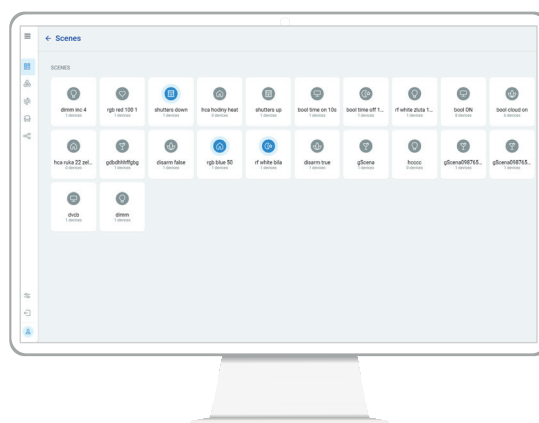 ← Scenes
SCENES
dimm inc 4
1 devices
rgb red 100 1
1 devices
shutters down
1 devices
hca hodiny heat
0 devices
shutters up
1 devices
bool time on 10s
1 devices
bool time off 1...
1 devices
rf white zluta 1...
1 devices
bool ON
0 devices
bool cloud on
6 devices
hca ruka 22 zel...
0 devices
gdbdhhhffgbg
1 devices
disarm false
1 devices
rgb blue 50
1 devices
rf white bila
1 devices
disarm true
1 devices
gScena
1 devices
hcccc
0 devices
gScena098765...
1 devices
gScena098765...
1 devices
dvcb
1 devices
dimm
1 devices